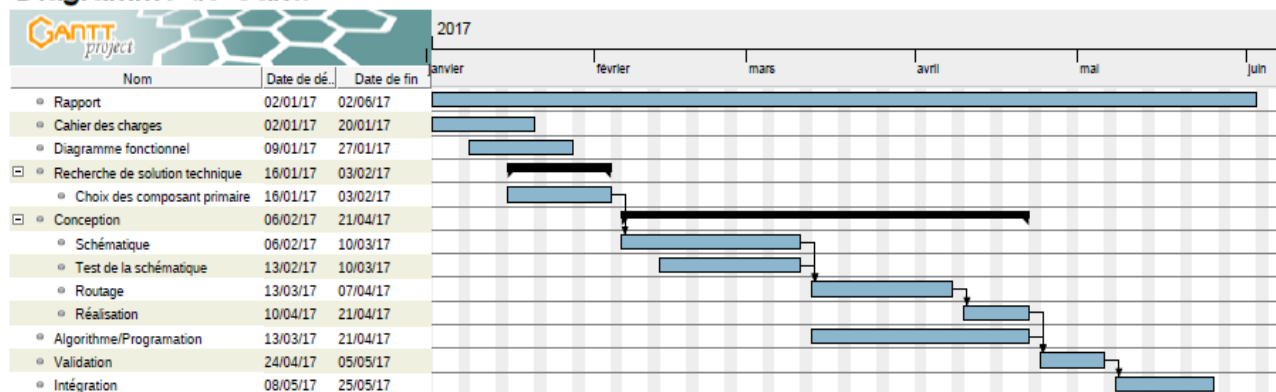 GANTT
project
2017
janvier février mars avril mai juin
Nom Date de dé.. Date de fin
Rapport 02/01/17 02/06/17
Cahier des charges 02/01/17 20/01/17
Diagramme fonctionnel 09/01/17 27/01/17
Recherche de solution technique 16/01/17 03/02/17
Choix des composant primaire 16/01/17 03/02/17
Conception 06/02/17 21/04/17
Schématique 06/02/17 10/03/17
Test de la schématique 13/02/17 10/03/17
Routage 13/03/17 07/04/17
Réalisation 10/04/17 21/04/17
Algorithme/Programation 13/03/17 21/04/17
Validation 24/04/17 05/05/17
Intégration 08/05/17 25/05/17